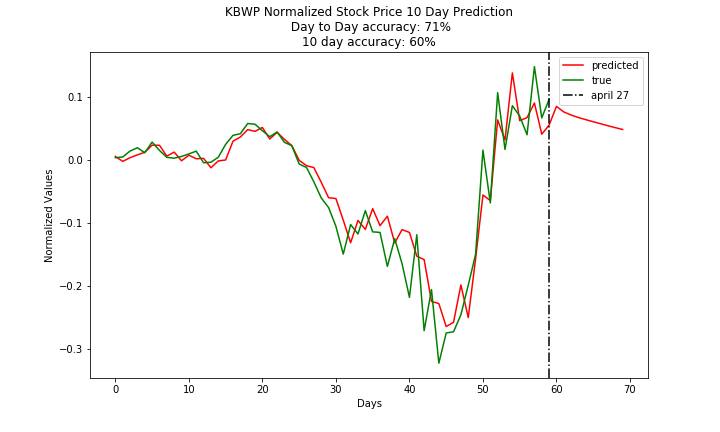 KBWP Normalized Stock Price 10 Day Prediction
Day to Day accuracy: 71%
10 day accuracy: 60%
predicted
true
april 27
Normalized Values
0.1
0.0
−0.1
−0.2
−0.3
0 10 20 30 40 50 60 70
Days